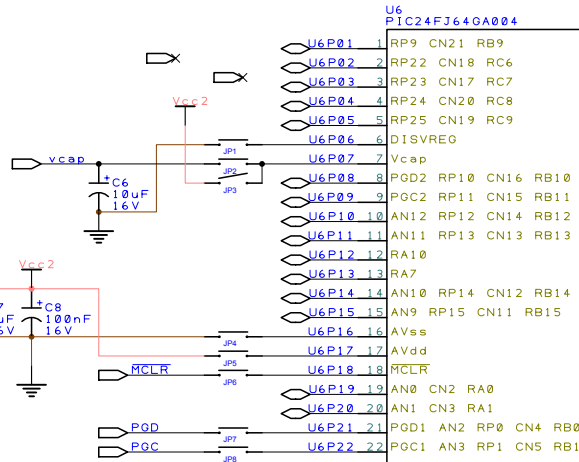 U6
PIC24FJ64GA004
U6P01 1 RP9 CN21 RB9
U6P02 2 RP22 CN18 RC6
U6P03 3 RP23 CN17 RC7
Vcc2
U6P04 4 RP24 CN20 RC8
U6P05 5 RP25 CN19 RC9
U6P06 6 DISVREG
JP1
vcap U6P07 7 Vcap
JP2
C6 U6P08 8 PGD2 RP10 CN16 RB10
JP3
+ 10uF U6P09 9 PGC2 RP11 CN15 RB11
16V
U6P10 10 AN12 RP12 CN14 RB12
U6P11 11 AN11 RP13 CN13 RB13
U6P12 12 RA10
Vcc2
U6P13 13 RA7
U6P14 14 AN10 RP14 CN12 RB14
7 + C8 U6P15 15 AN9 RP15 CN11 RB15
uF 100nF
16V U6P16 16 AVss
JP4
U6P17 17 AVdd
JP5
MCLR U6P18 18 MCLR
JP6
U6P19 19 AN0 CN2 RA0
U6P20 20 AN1 CN3 RA1
PGD U6P21 21 PGD1 AN2 RP0 CN4 RB0
JP7
PGC U6P22 22 PGC1 AN3 RP1 CN5 RB1
JP8